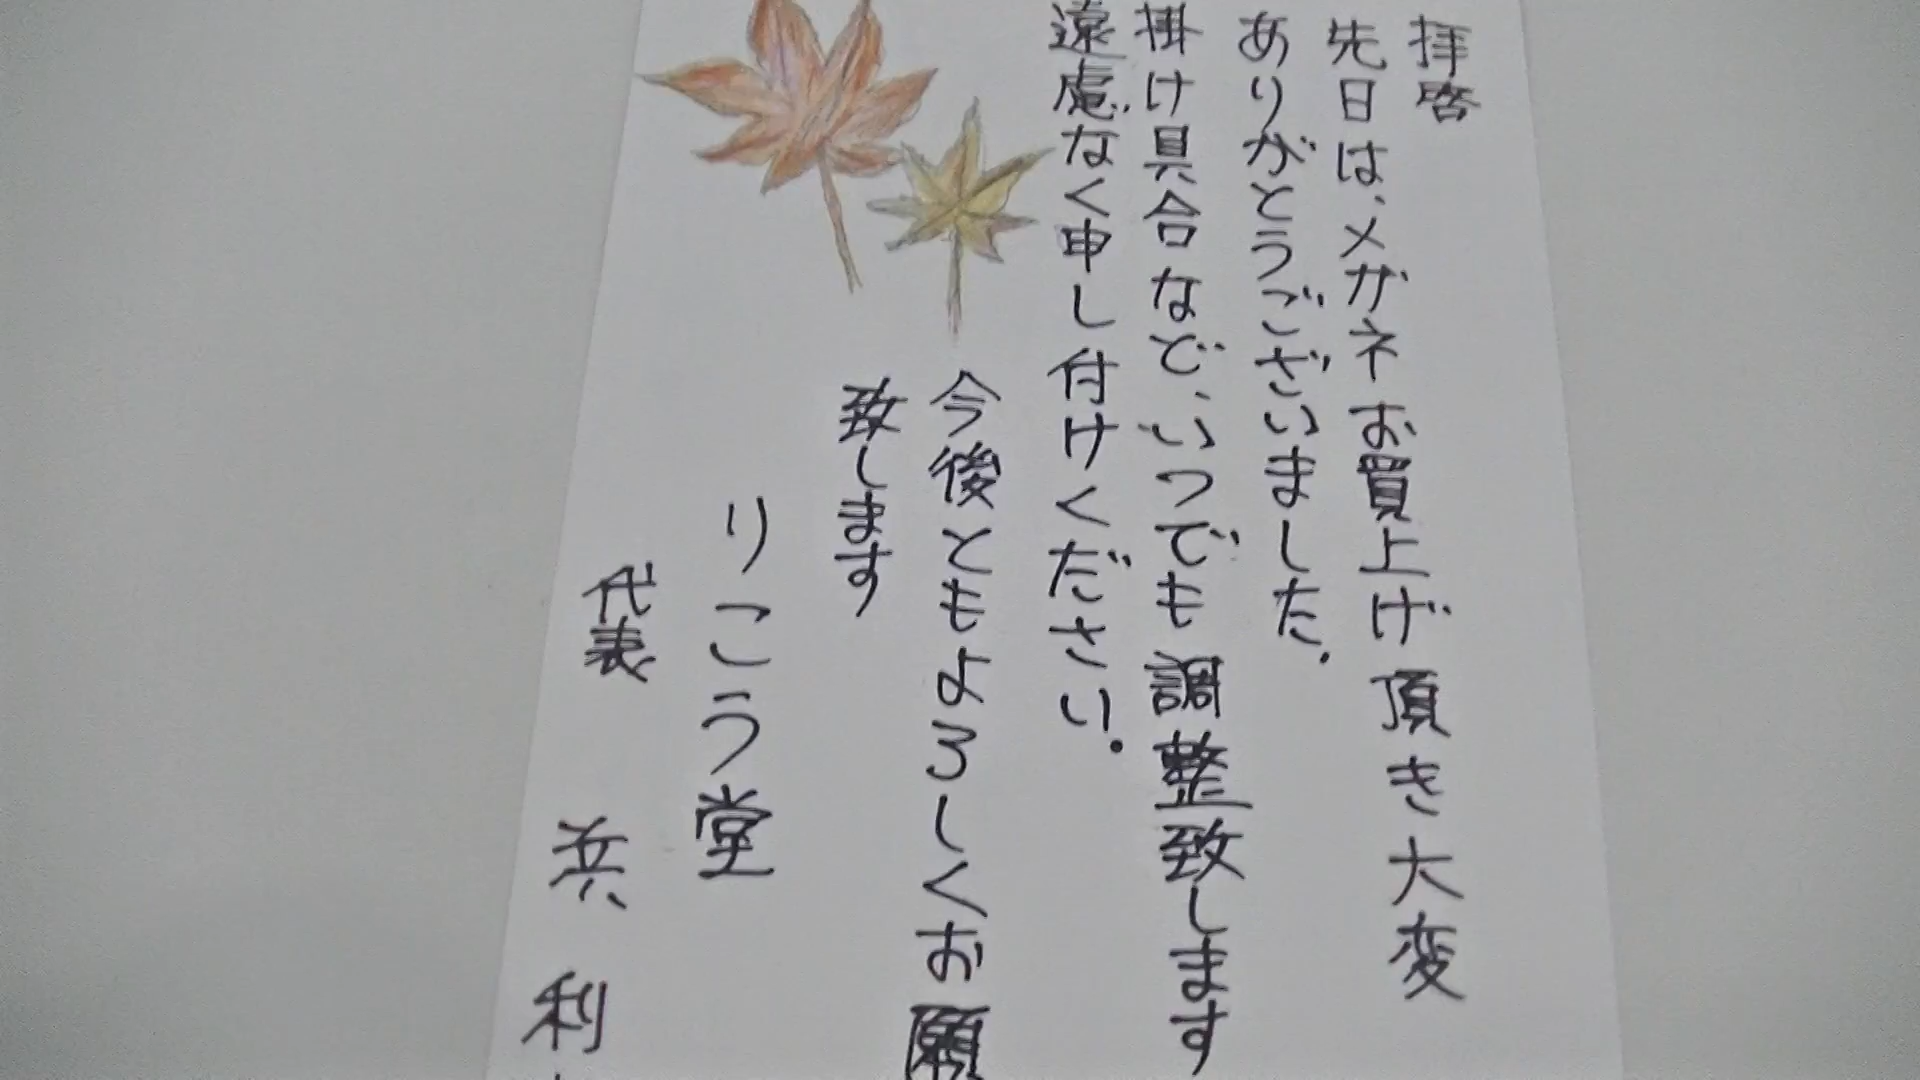 拝啓
先日は、メガネお買上げ頂き大変
ありがとうございました.
掛け具合など、いつでも調整致します
遠慮なく申し付けください.
今後ともよろしくお願
致します
りこう堂
代表 浜 利